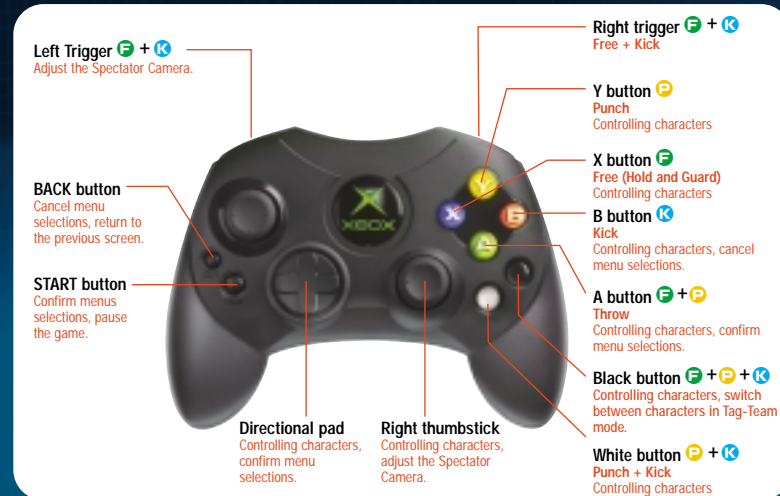 Left Trigger F + K
Adjust the Spectator Camera.
BACK button
Cancel menu
selections, return to
the previous screen.
START button
Confirm menus
selections, pause
the game.
XBOX
Y
X
B
A
Directional pad
Controlling characters,
confirm menu
selections.
Right thumbstick
Controlling characters,
adjust the Spectator
Camera.
Right trigger F + K
Free + Kick
Y button P
Punch
Controlling characters
X button F
Free (Hold and Guard)
Controlling characters
B button K
Kick
Controlling characters, cancel
menu selections.
A button F + P
Throw
Controlling characters, confirm
menu selections.
Black button F + P + K
Controlling characters, switch
between characters in Tag-Team
mode.
White button P + K
Punch + Kick
Controlling characters